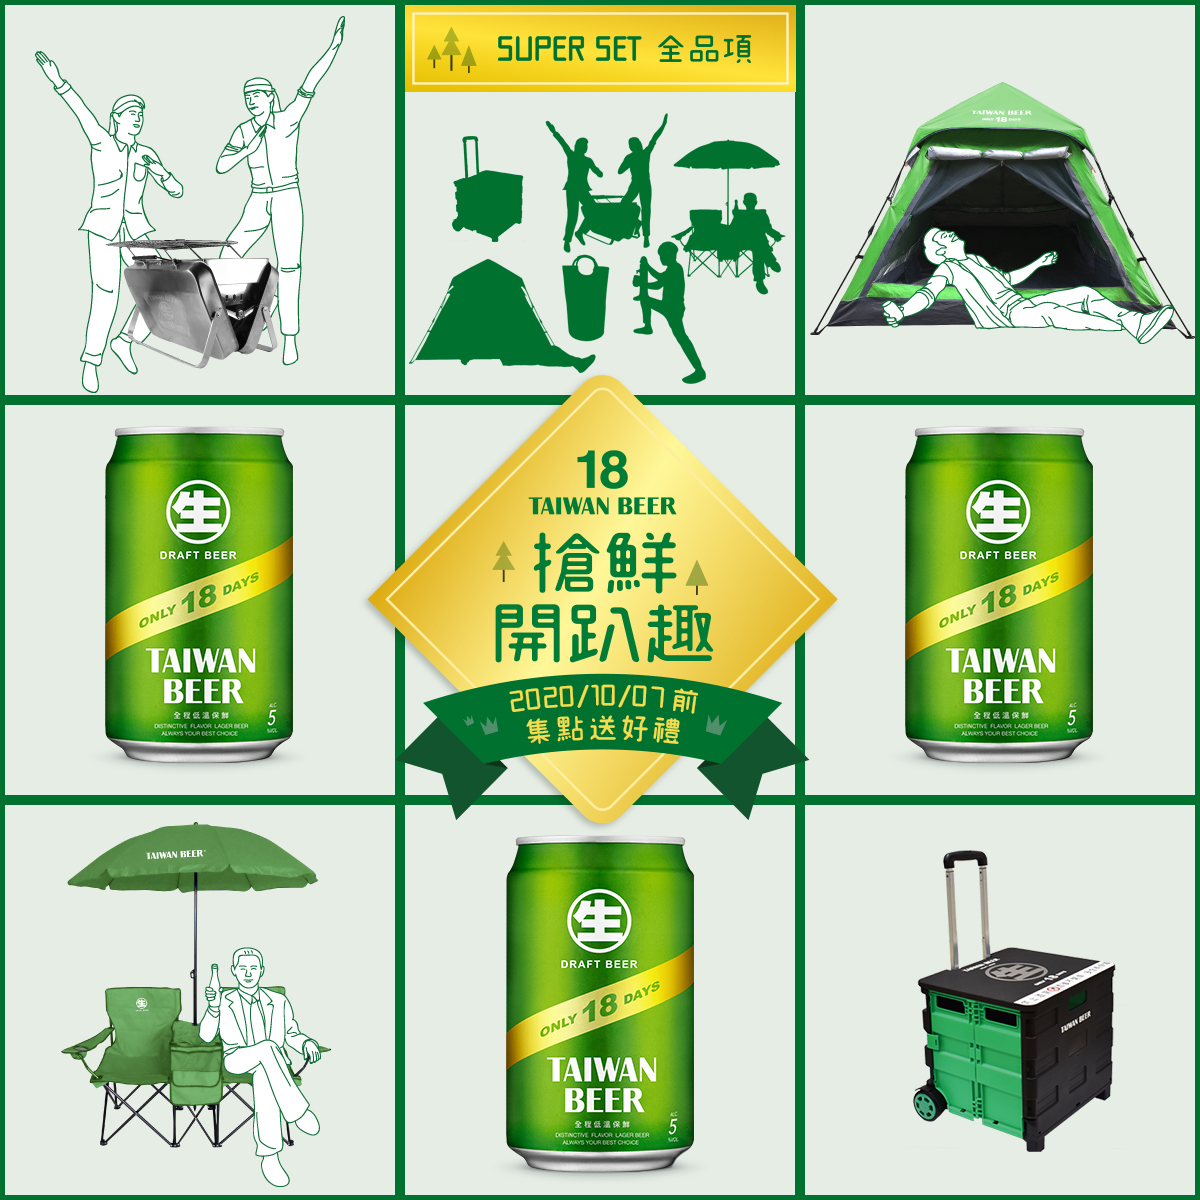 SUPER SET 全品項
TAIWAN BEER
ONLY 18 DAYS
生
DRAFT BEER
ONLY 18 DAYS
TAIWAN
BEER
全程低溫保鮮
DISTINCTIVE FLAVOR LAGER BEER
ALWAYS YOUR BEST CHOICE
ALC.
5
%VOL
18
TAIWAN BEER
搶鮮
開趴趣
2020/10/07前
集點送好禮
生
DRAFT BEER
ONLY 18 DAYS
TAIWAN
BEER
全程低溫保鮮
DISTINCTIVE FLAVOR LAGER BEER
ALWAYS YOUR BEST CHOICE
ALC.
5
%VOL
TAIWAN BEER
生
生
DRAFT BEER
ONLY 18 DAYS
TAIWAN
BEER
全程低溫保鮮
DISTINCTIVE FLAVOR LAGER BEER
ALWAYS YOUR BEST CHOICE
ALC.
5
%VOL
TAIWAN BEER
生
TAIWAN BEER